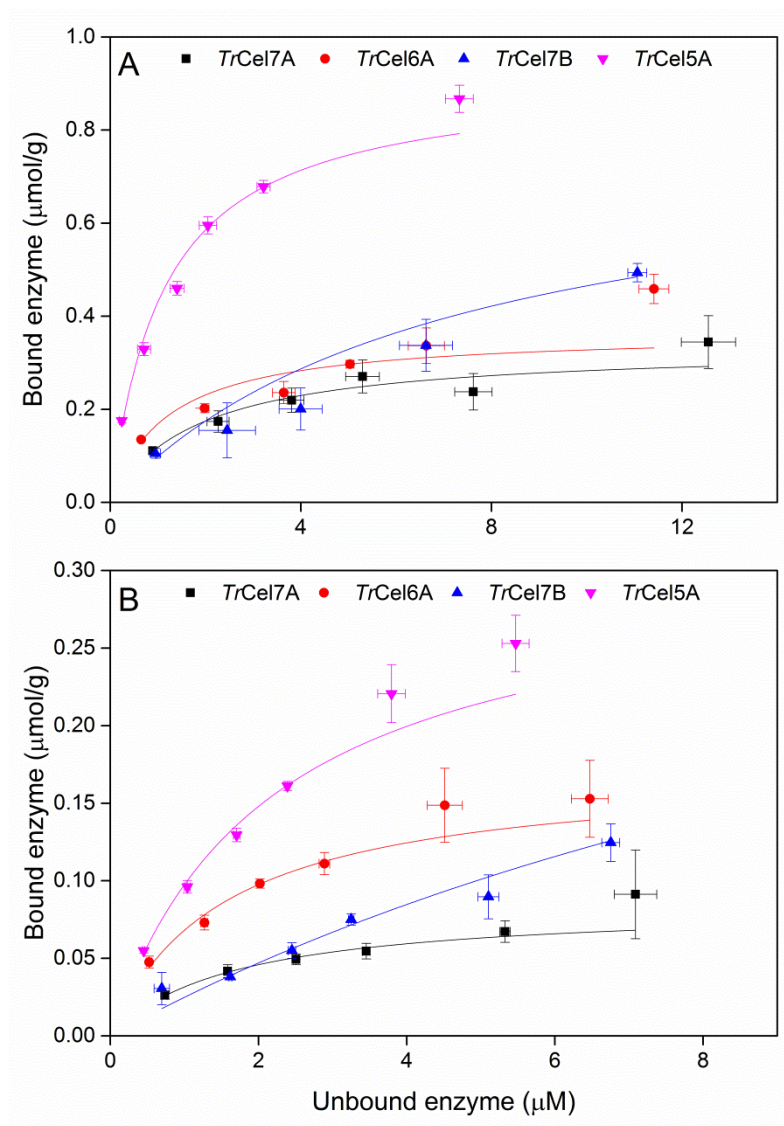 A
TrCel7A TrCel6A TrCel7B TrCel5A
1.0
0.8
0.6
0.4
0.2
0.0
0 4 8 12
Bound enzyme (μmol/g)
B
TrCel7A TrCel6A TrCel7B TrCel5A
0.30
0.25
0.20
0.15
0.10
0.05
0.00
0 2 4 6 8
Bound enzyme (μmol/g)
Unbound enzyme (μM)